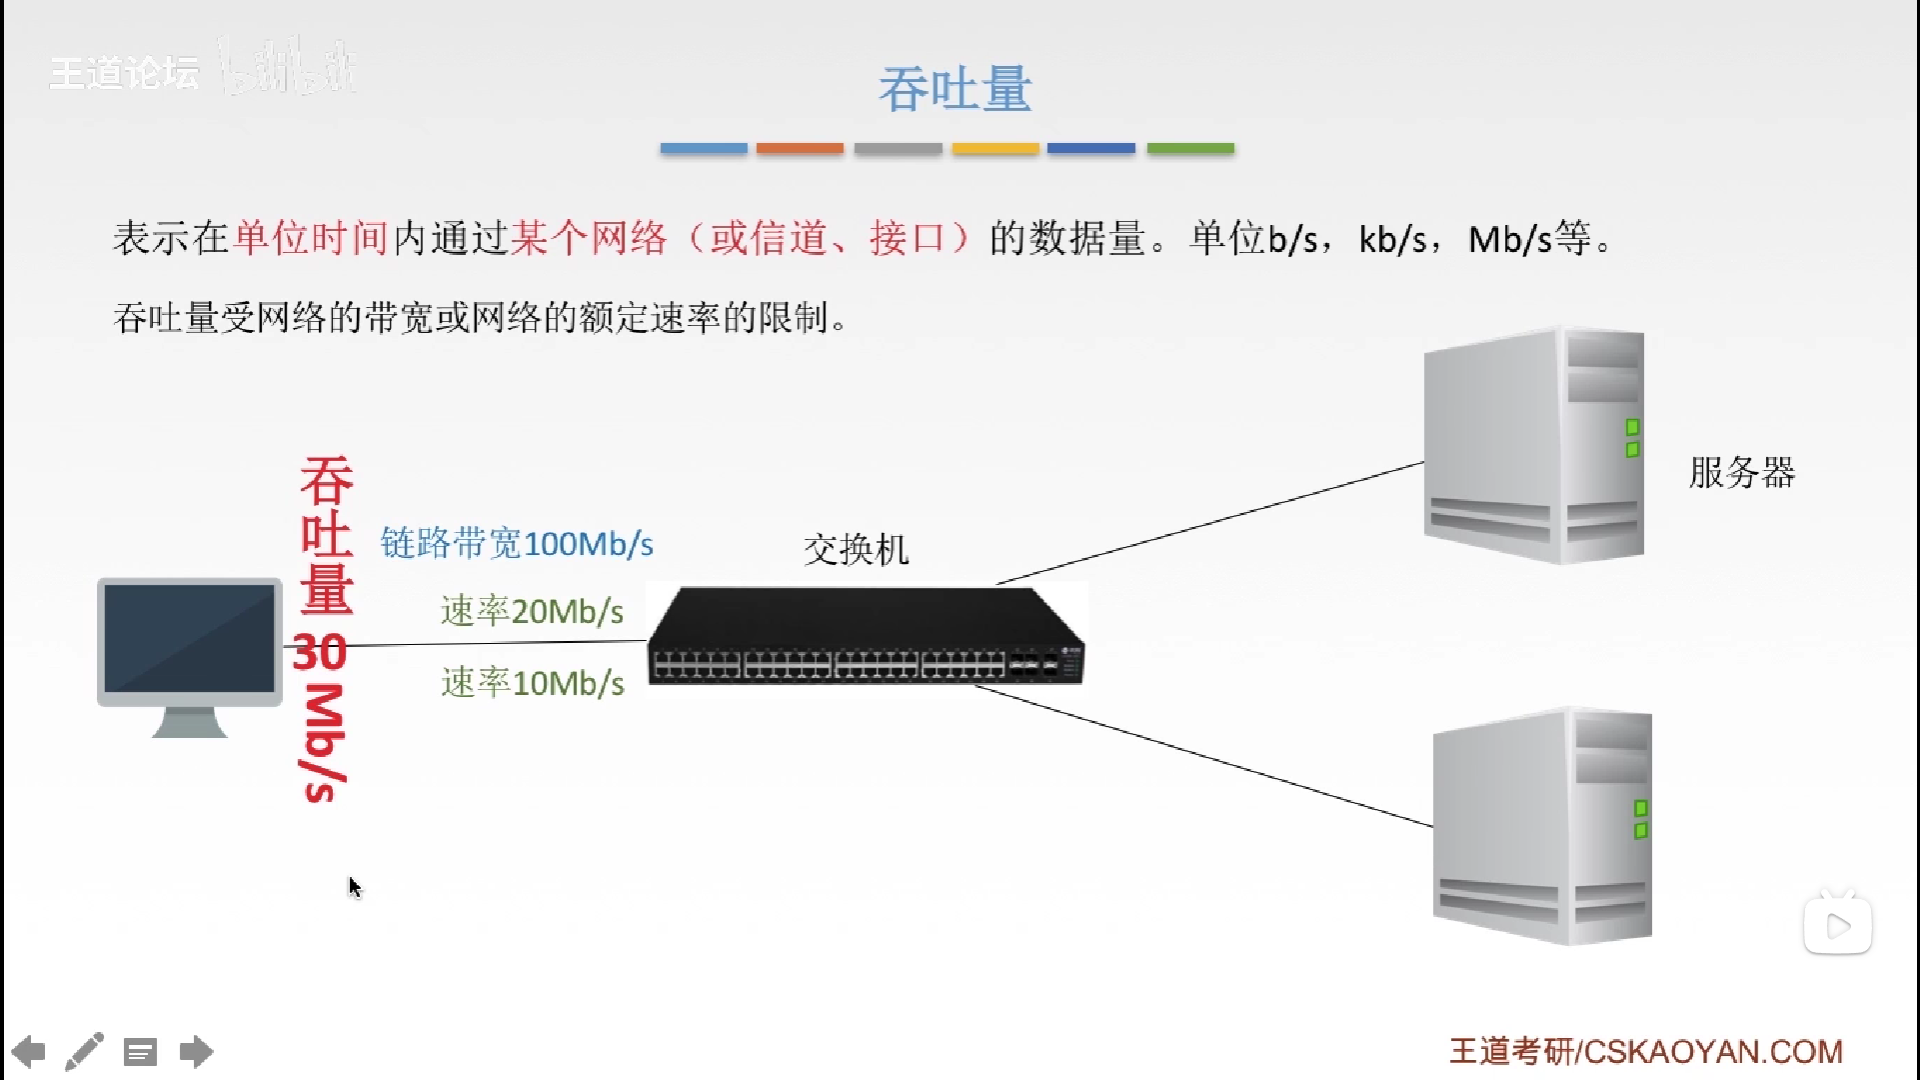 王道论坛 bilibili
吞吐量
表示在单位时间内通过某个网络（或信道、接口）的数据量。单位b/s，kb/s，Mb/s等。
吞吐量受网络的带宽或网络的额定速率的限制。
服务器
吞吐量30Mb/s
链路带宽100Mb/s
交换机
速率20Mb/s
速率10Mb/s
王道考研/CSKAOYAN.COM